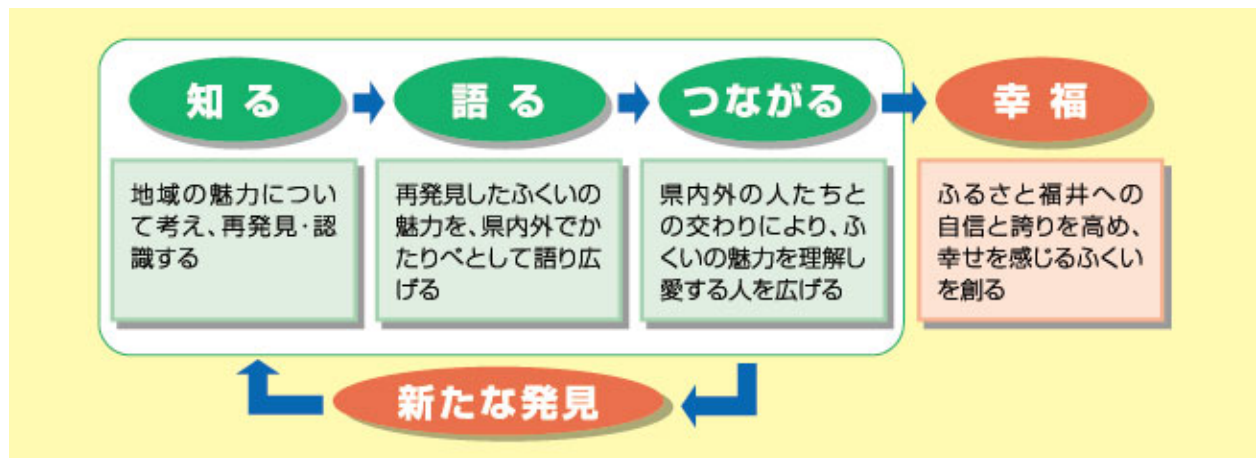 知る
語る
つながる
幸福
地域の魅力につい
て考え、再発見・認
識する
再発見したふくいの
魅力を、県内外でか
たりべとして語り広
げる
県内外の人たちと
の交わりにより、ふ
くいの魅力を理解し
愛する人を広げる
ふるさと福井への
自信と誇りを高め、
幸せを感じるふくい
を創る
新たな発見